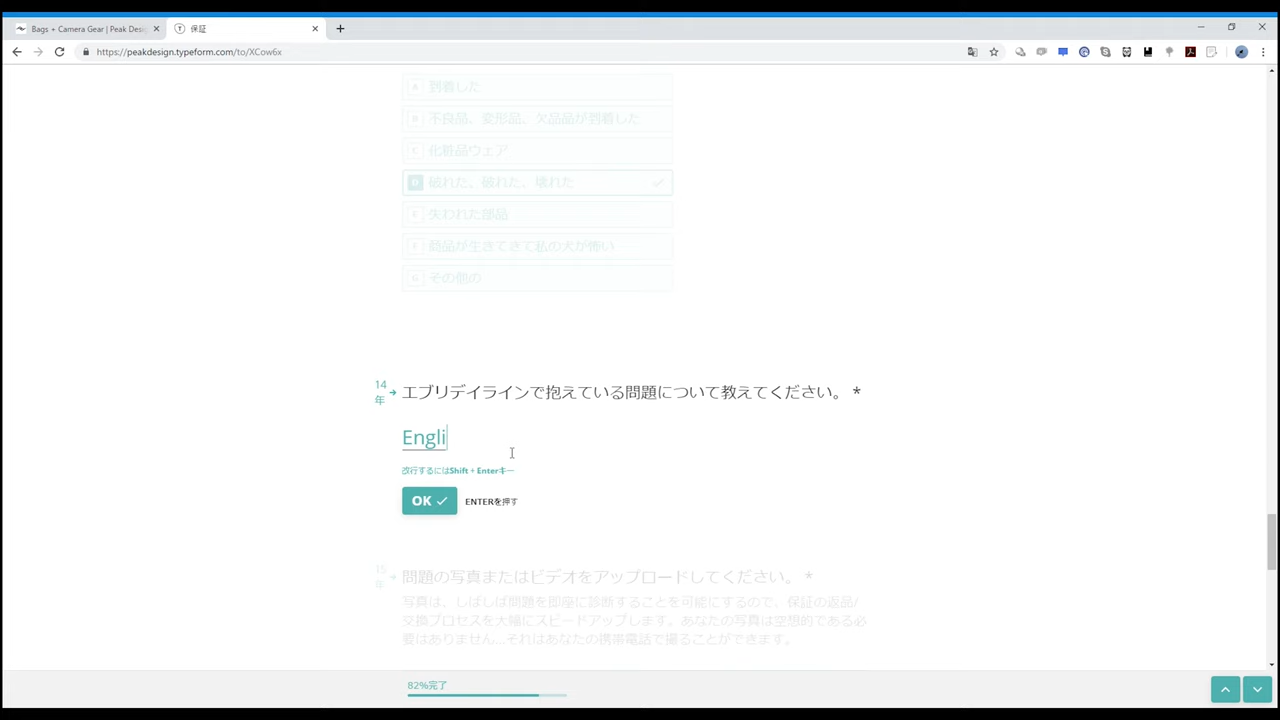 Bags + Camera Gear | Peak Desi
保証
https://peakdesign.typeform.com/to/XCow6x
A 到着した
B 不良品、変形品、欠品品が到着した
C 化粧品ウェア
D 破れた、破れた、壊れた
E 失われた部品
F 商品が生きてきて私の犬が怖い
G その他の
14
年
エブリデイラインで抱えている問題について教えてください。 *
Engli
改行するにはShift + Enterキー
OK
ENTERを押す
15
年
問題の写真またはビデオをアップロードしてください。 *
写真は、しばしば問題を即座に診断することを可能にするので、保証の返品/
交換プロセスを大幅にスピードアップします。あなたの写真は空想的である必
要はありません...それはあなたの携帯電話で撮ることができます。
82%完了